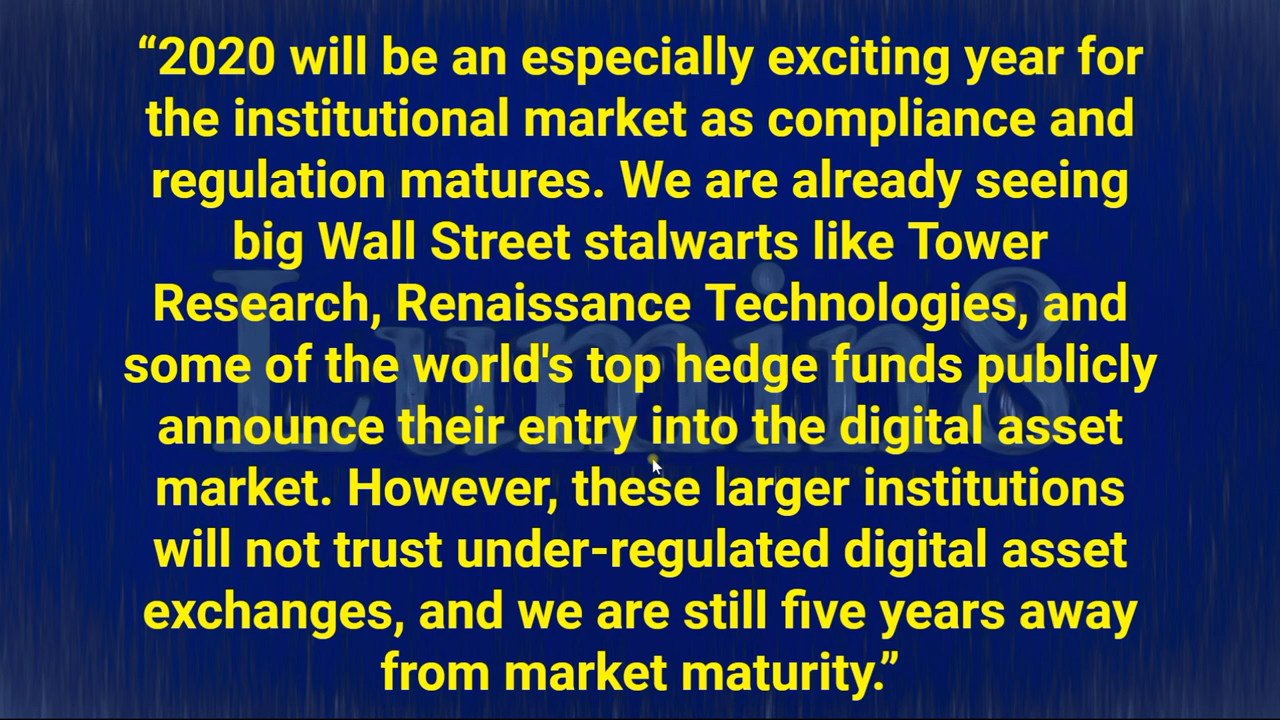 “2020 will be an especially exciting year for
the institutional market as compliance and
regulation matures. We are already seeing
big Wall Street stalwarts like Tower
Research, Renaissance Technologies, and
some of the world's top hedge funds publicly
announce their entry into the digital asset
market. However, these larger institutions
will not trust under-regulated digital asset
exchanges, and we are still five years away
from market maturity.”
Lumin8